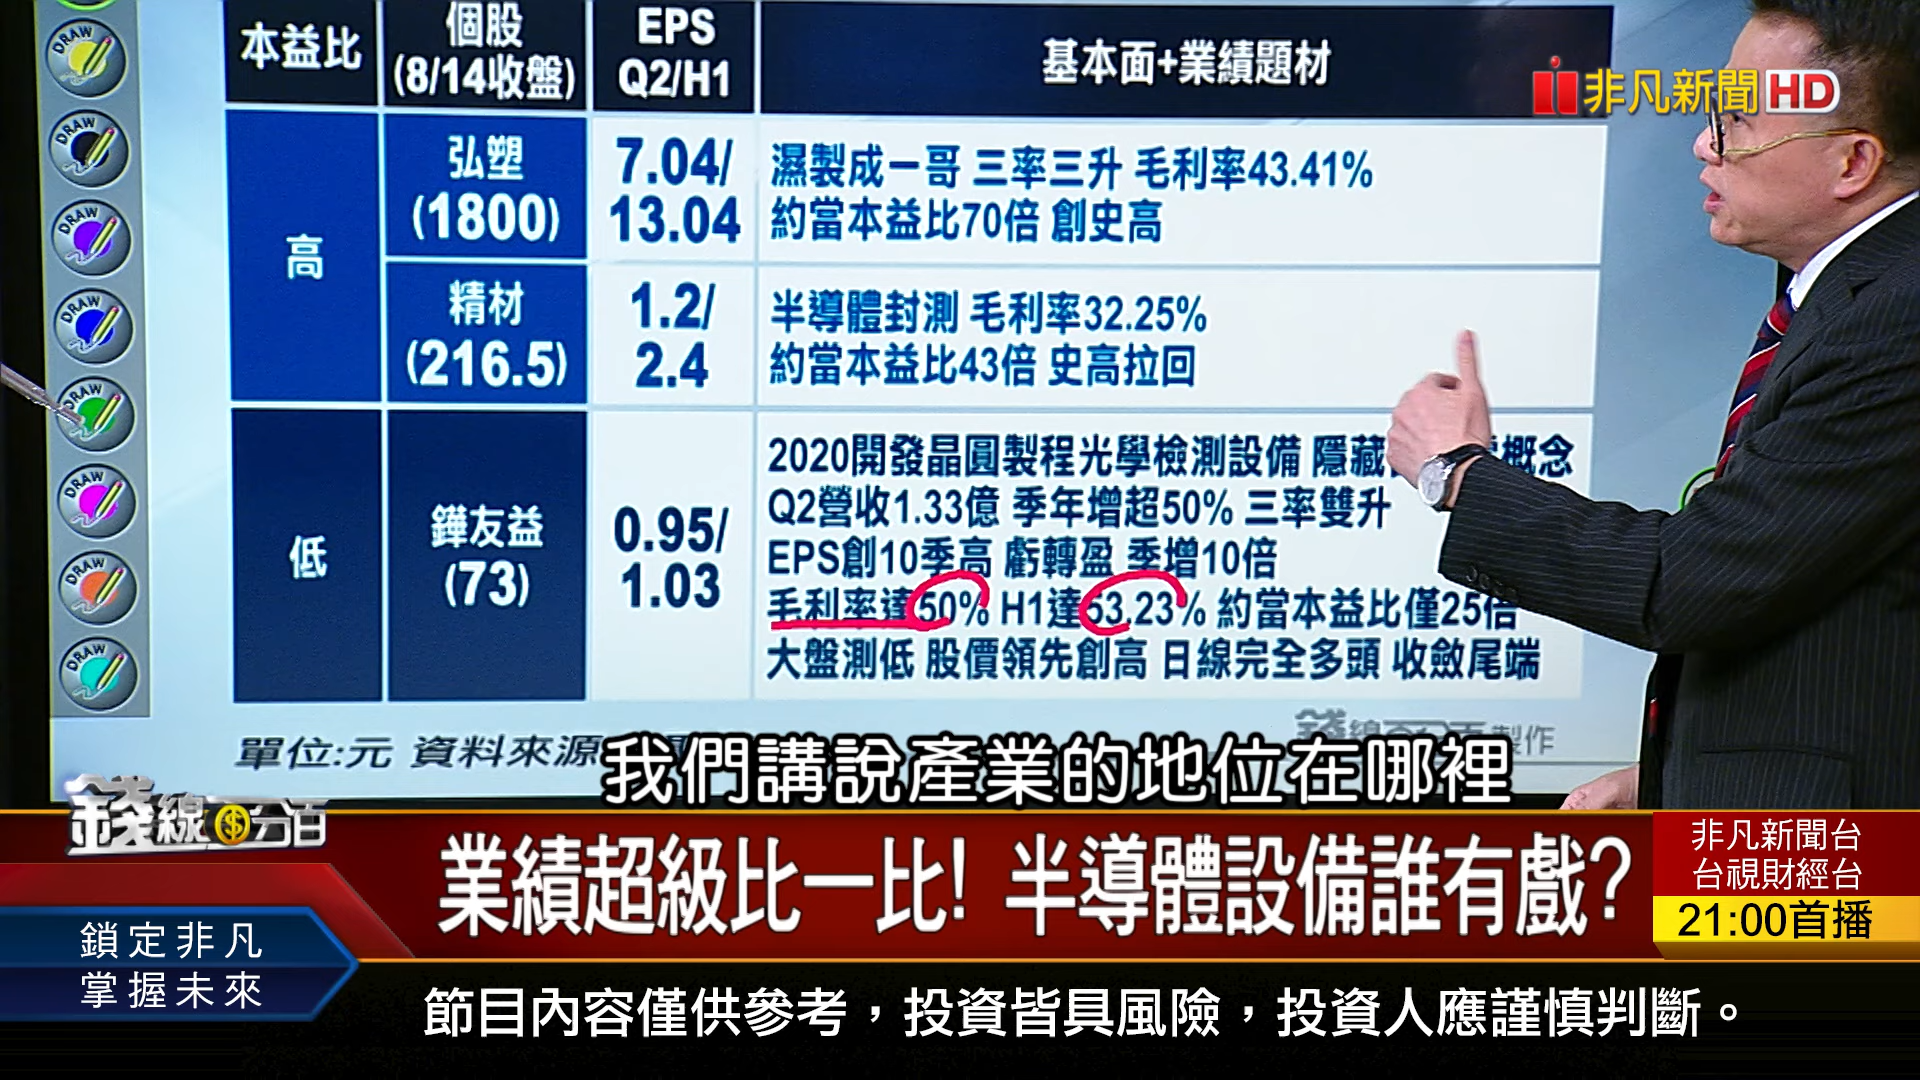 DRAW
DRAW
DRAW
DRAW
DRAW
DRAW
DRAW
DRAW
本益比
個股
(8/14收盤)
EPS
Q2/H1
基本面+業績題材
非凡新聞HD
高
弘塑
(1800)
7.04/
13.04
濕製成一哥 三率三升 毛利率43.41%
約當本益比70倍 創史高
精材
(216.5)
1.2/
2.4
半導體封測 毛利率32.25%
約當本益比43倍 史高拉回
低
鏵友益
(73)
0.95/
1.03
2020開發晶圓製程光學檢測設備 隱藏
概念
Q2營收1.33億 季年增超50% 三率雙升
EPS創10季高 虧轉盈 季增10倍
毛利率達50% H1達53.23% 約當本益比僅25倍
大盤測低 股價領先創高 日線完全多頭 收斂尾端
單位:元 資料來源
製作
我們講說產業的地位在哪裡
錢線百分百
業績超級比一比! 半導體設備誰有戲?
非凡新聞台
台視財經台
21:00首播
鎖定非凡
掌握未來
節目內容僅供參考，投資皆具風險，投資人應謹慎判斷。